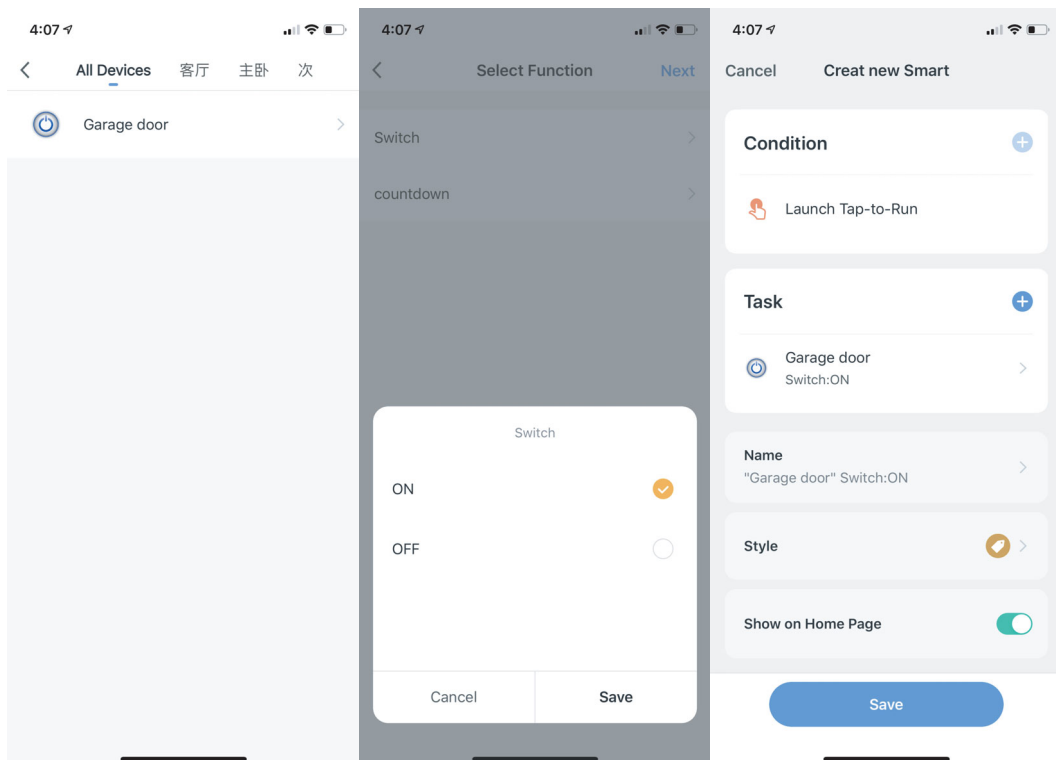 4:07
All Devices 客厅 主卧 次
Garage door
4:07
Select Function Next
Switch
countdown
Switch
ON
OFF
Cancel Save
4:07
Cancel Creat new Smart
Condition
Launch Tap-to-Run
Task
Garage door
Switch:ON
Name
"Garage door" Switch:ON
Style
Show on Home Page
Save